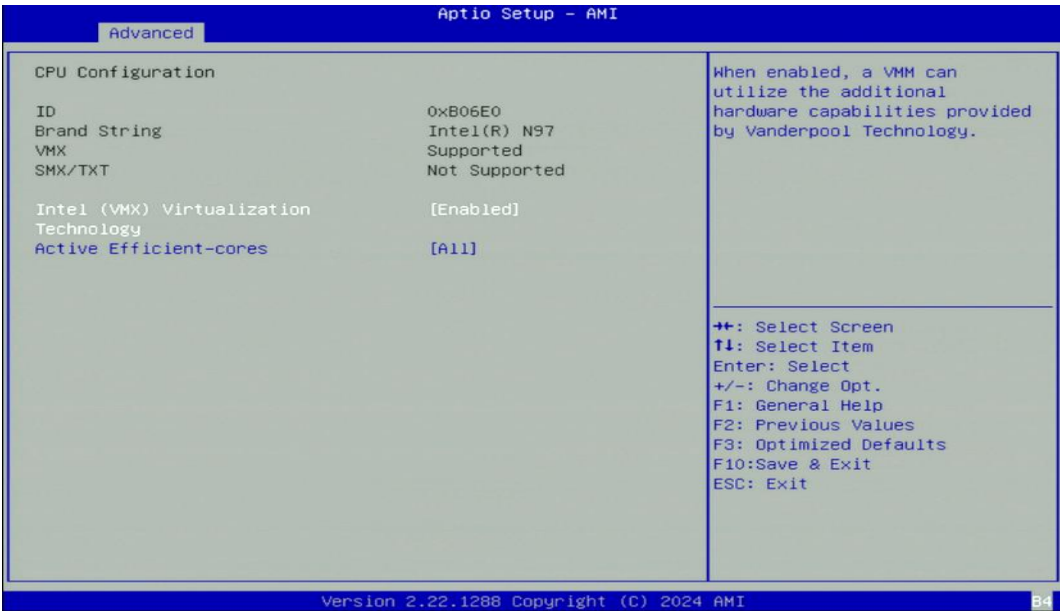 Aptio Setup - AMI
Advanced
CPU Configuration
ID 0xB06E0
Brand String Intel(R) N97
VMX Supported
SMX/TXT Not Supported
Intel (VMX) Virtualization [Enabled]
Technology
Active Efficient-cores [All]
When enabled, a VMM can
utilize the additional
hardware capabilities provided
by Vanderpool Technology.
→←: Select Screen
↑↓: Select Item
Enter: Select
+/-: Change Opt.
F1: General Help
F2: Previous Values
F3: Optimized Defaults
F10:Save & Exit
ESC: Exit
Version 2.22.1288 Copyright (C) 2024 AMI
B4